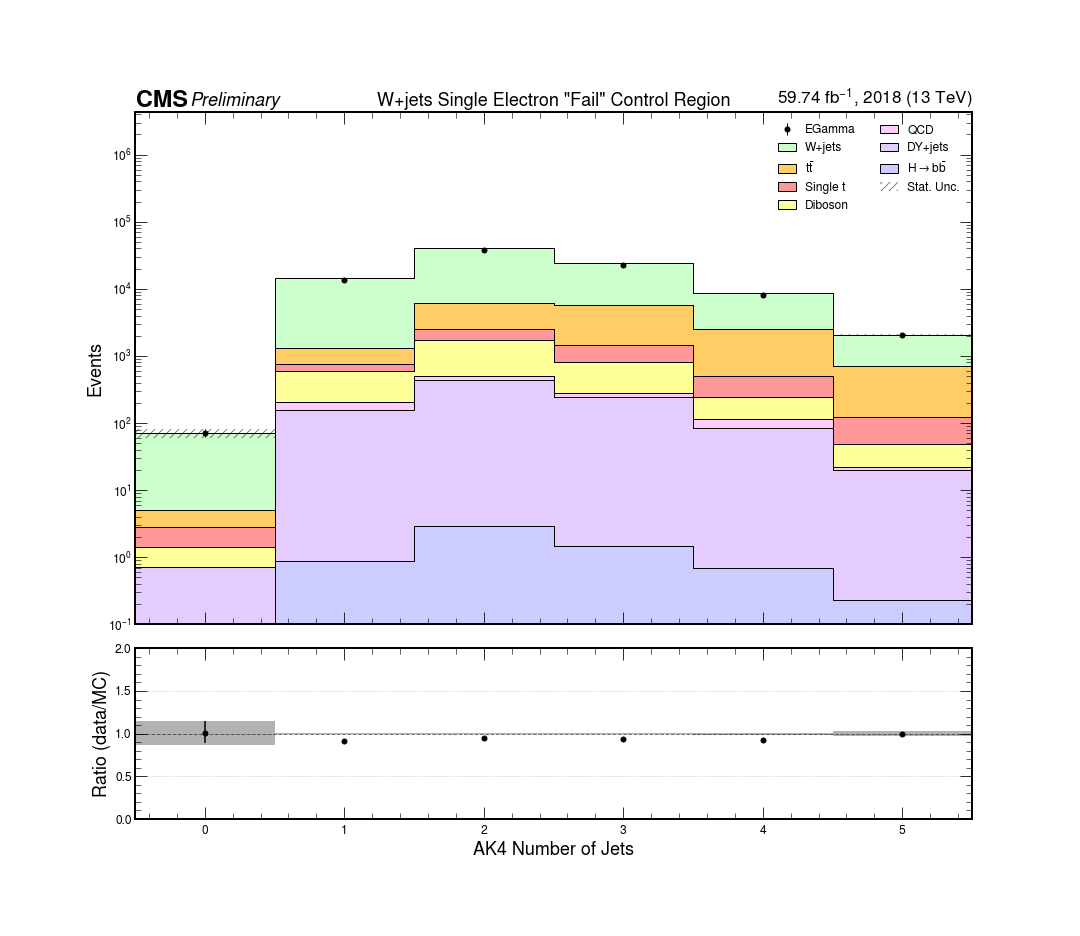 CMS Preliminary W+jets Single Electron "Fail" Control Region 59.74 fb⁻¹, 2018 (13 TeV)
EGamma
W+jets
tt̄
Single t
Diboson
QCD
DY+jets
H→bb̄
Stat. Unc.
Events
10⁶
10⁵
10⁴
10³
10²
10¹
10⁰
10⁻¹
Ratio (data/MC)
2.0
1.5
1.0
0.5
0.0
0 1 2 3 4 5
AK4 Number of Jets